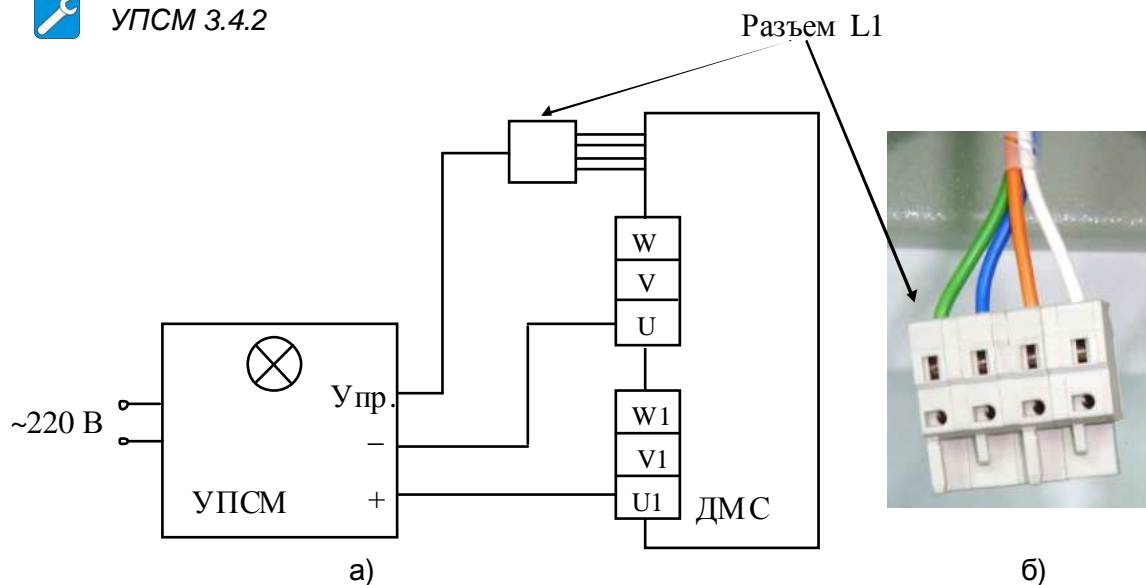 УПСМ 3.4.2
Разъем L1
W
V
U
Упр.
~220 В
–
W1
V1
УПСМ
+
U1
ДМС
а)
б)